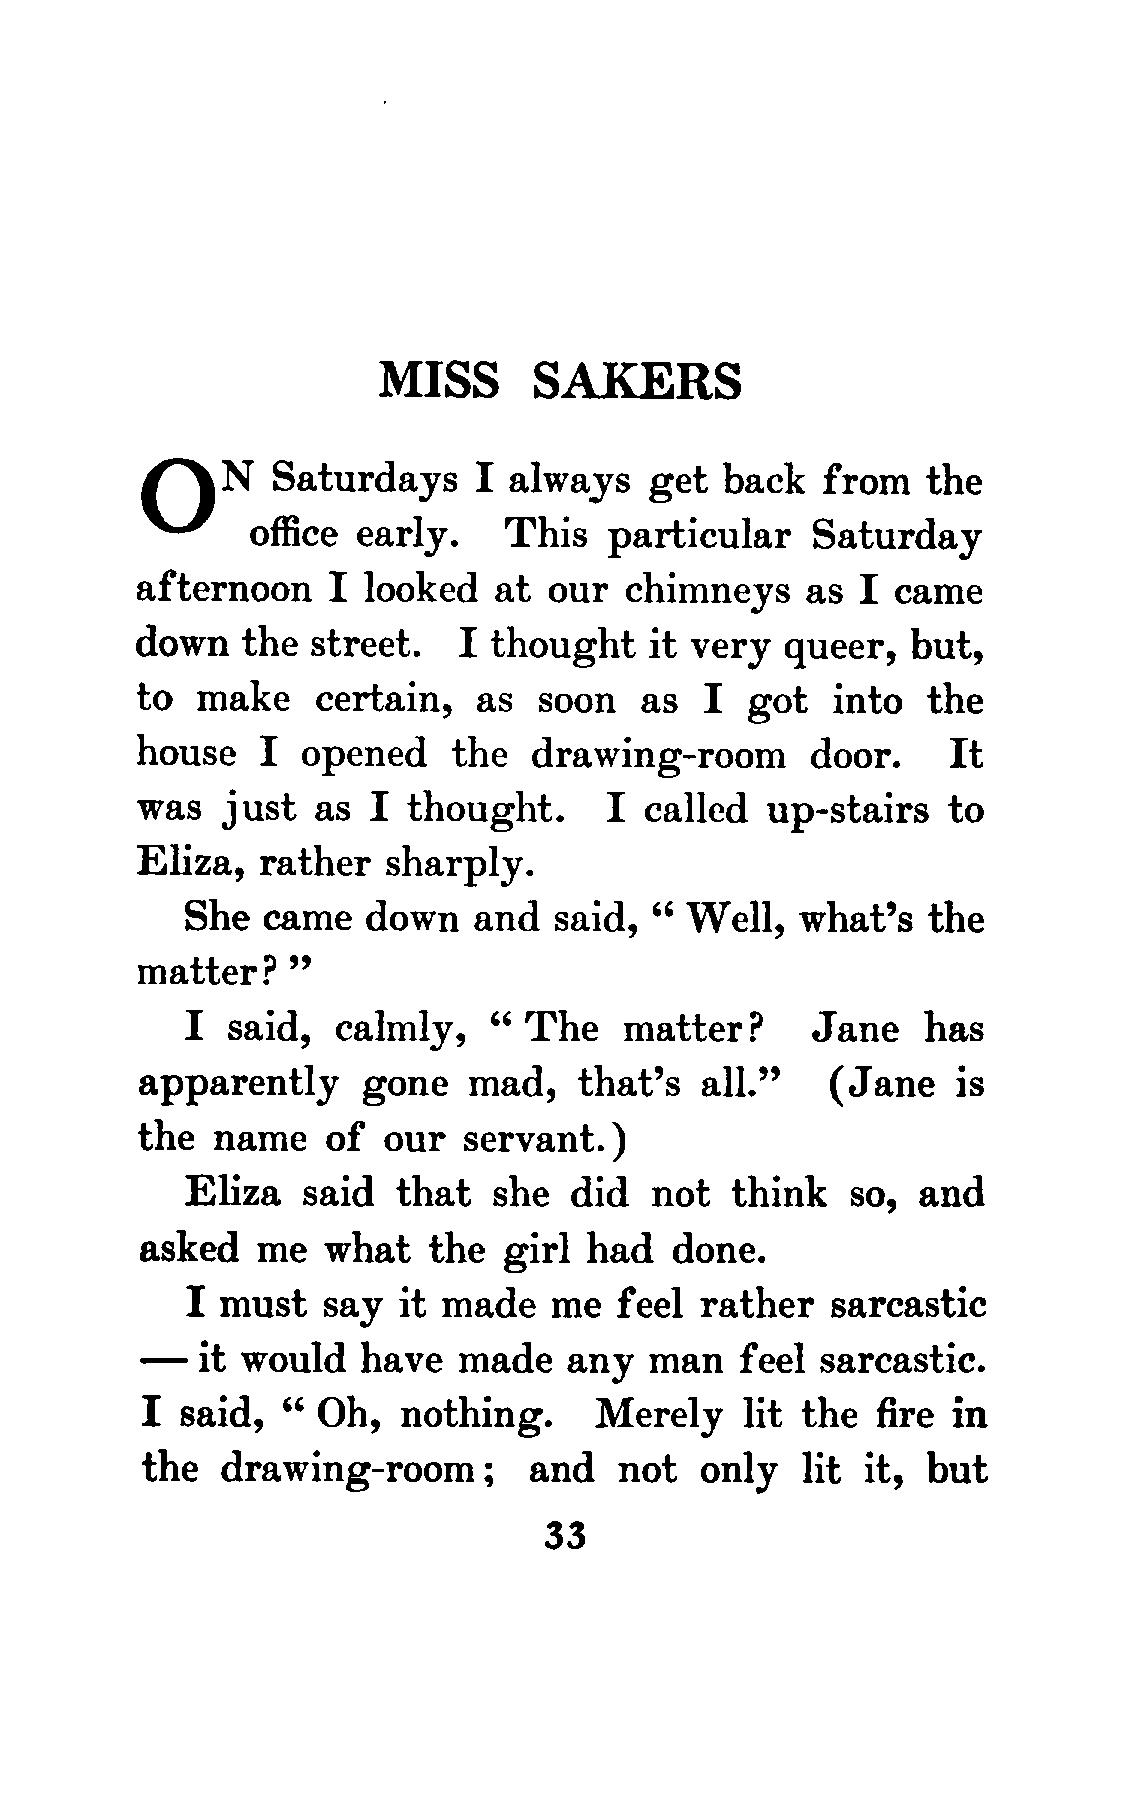 MISS SAKERS
ON Saturdays I always get back from the
office early. This particular Saturday
afternoon I looked at our chimneys as I came
down the street. I thought it very queer, but,
to make certain, as soon as I got into the
house I opened the drawing-room door. It
was just as I thought. I called up-stairs to
Eliza, rather sharply.
She came down and said, “ Well, what’s the
matter? ”
I said, calmly, “ The matter? Jane has
apparently gone mad, that’s all.” (Jane is
the name of our servant.)
Eliza said that she did not think so, and
asked me what the girl had done.
I must say it made me feel rather sarcastic
— it would have made any man feel sarcastic.
I said, “ Oh, nothing. Merely lit the fire in
the drawing-room; and not only lit it, but
33